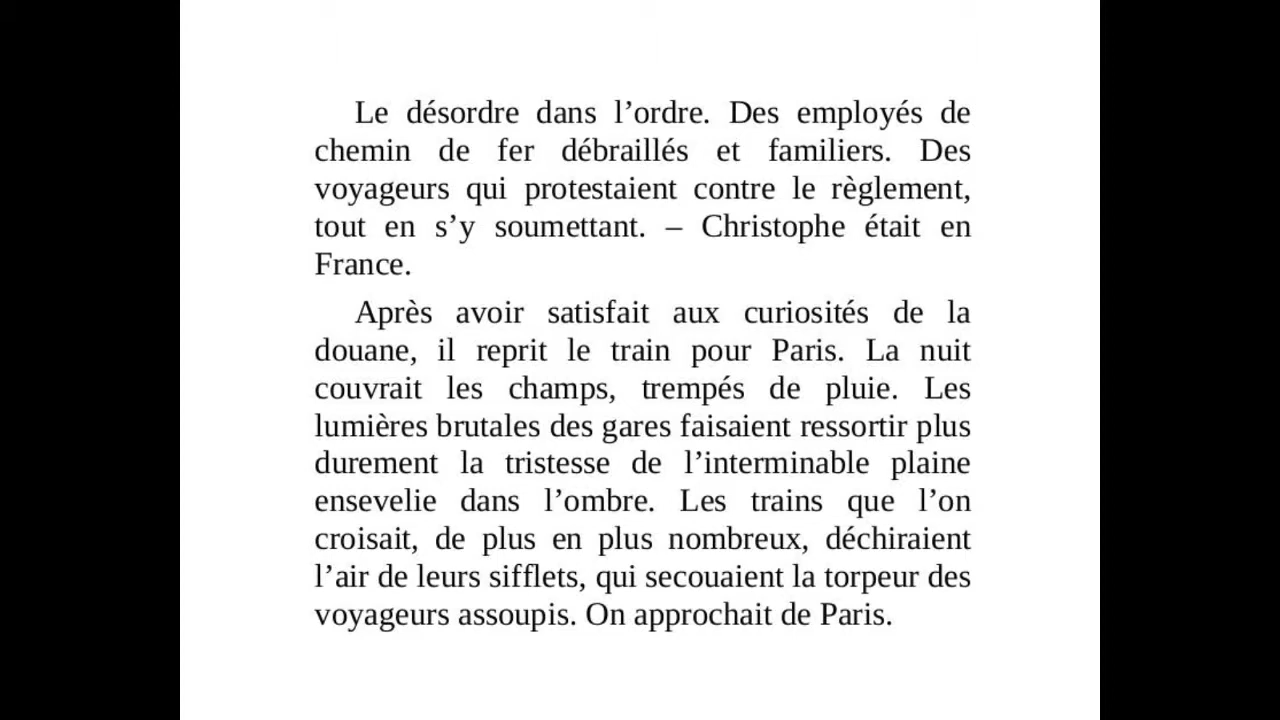 Le désordre dans l’ordre. Des employés de
chemin de fer débraillés et familiers. Des
voyageurs qui protestaient contre le règlement,
tout en s’y soumettant. – Christophe était en
France.
Après avoir satisfait aux curiosités de la
douane, il reprit le train pour Paris. La nuit
couvrait les champs, trempés de pluie. Les
lumières brutales des gares faisaient ressortir plus
durement la tristesse de l’interminable plaine
ensevelie dans l’ombre. Les trains que l’on
croisait, de plus en plus nombreux, déchiraient
l’air de leurs sifflets, qui secouaient la torpeur des
voyageurs assoupis. On approchait de Paris.